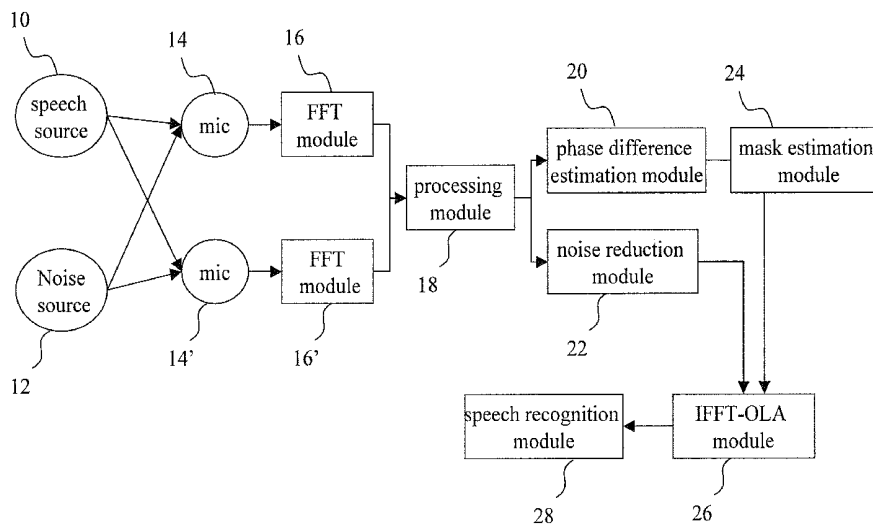 10
14
16
20
24
speech
source
mic
FFT
module
phase difference
estimation module
mask estimation
module
processing
module
18
Noise
source
mic
FFT
module
noise reduction
module
12
14’
16’
22
speech recognition
module
IFFT-OLA
module
28
26